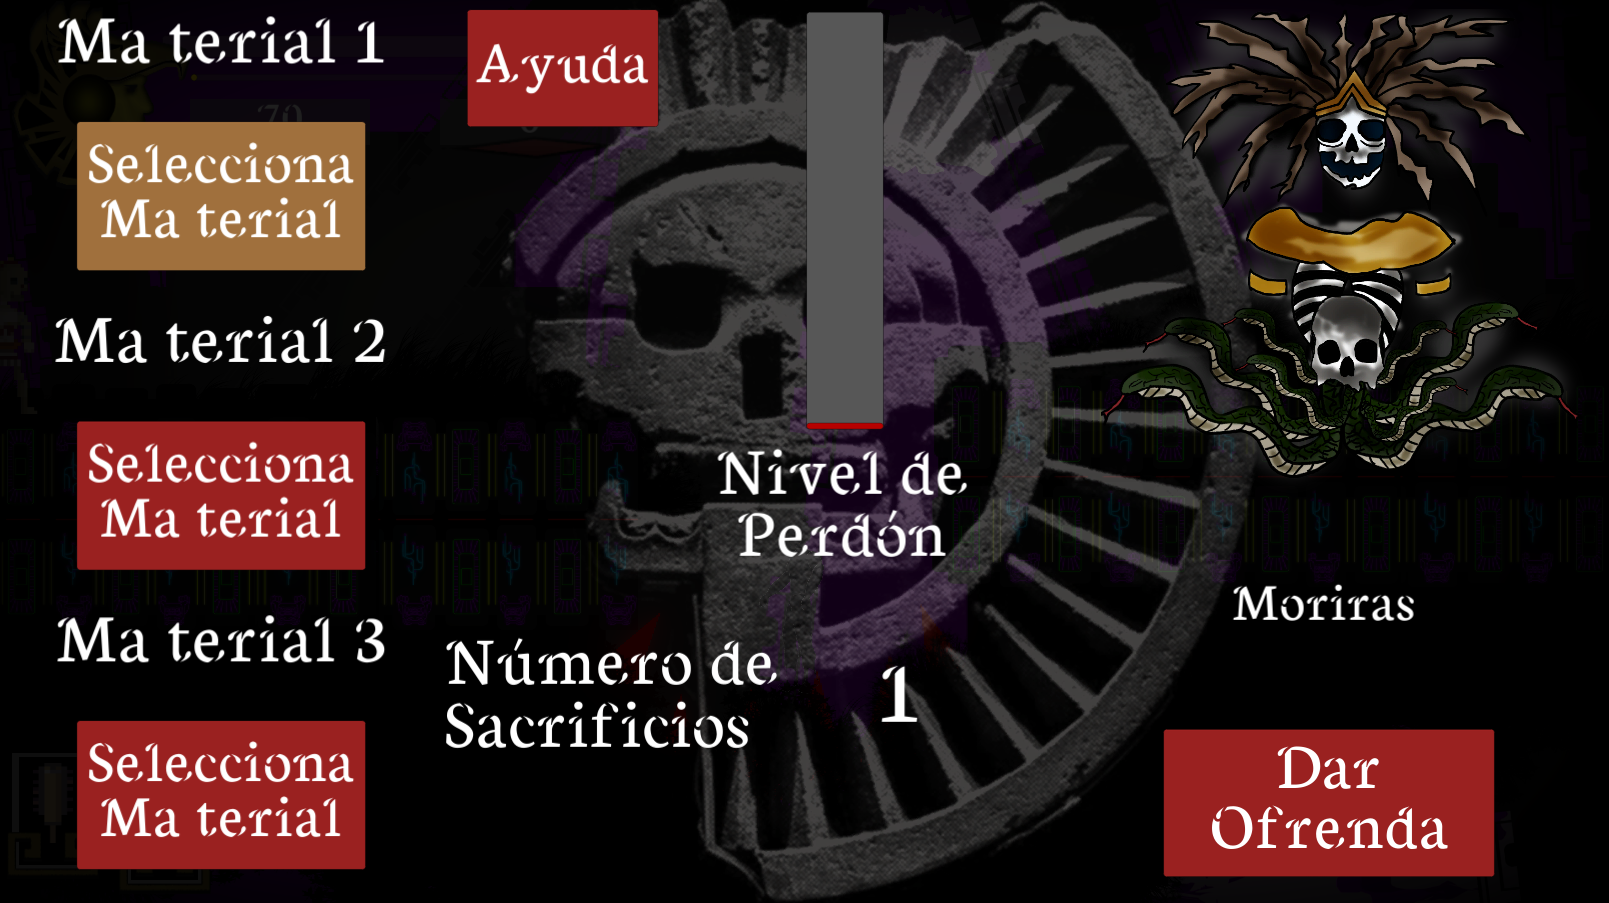 Ma terial 1
Selecciona
Ma terial
Ma terial 2
Selecciona
Ma terial
Ma terial 3
Selecciona
Ma terial
Ayuda
70
Nivel de
Perdón
Número de
Sacrificios
1
Moriras
Dar
Ofrenda